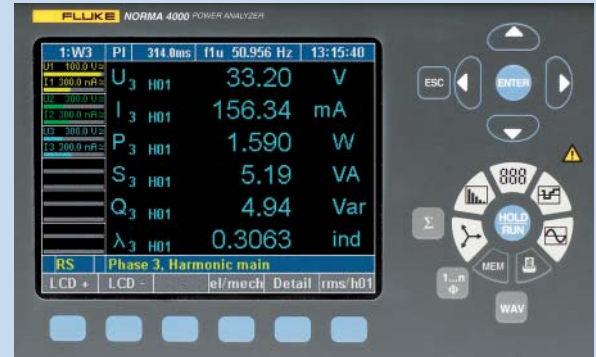 FLUKE NORMA 4000 POWER ANALYZER
1:W3 PI 314.0ms f1u 50.956 Hz 13:15:40
U1 100.0 V
I1 300.0 mA
U2 300.0 V
I2 300.0 mA
U3 300.0 V
I3 300.0 mA
U3 H01 33.20 V
I3 H01 156.34 mA
P3 H01 1.590 W
S3 H01 5.19 VA
Q3 H01 4.94 Var
λ3 H01 0.3063 ind
RS Phase 3, Harmonic main
LCD + LCD - el/mech Detail rms/h01
ESC ENTER
888
HOLD
RUN
Σ
MEM
1...n
Φ
WAV